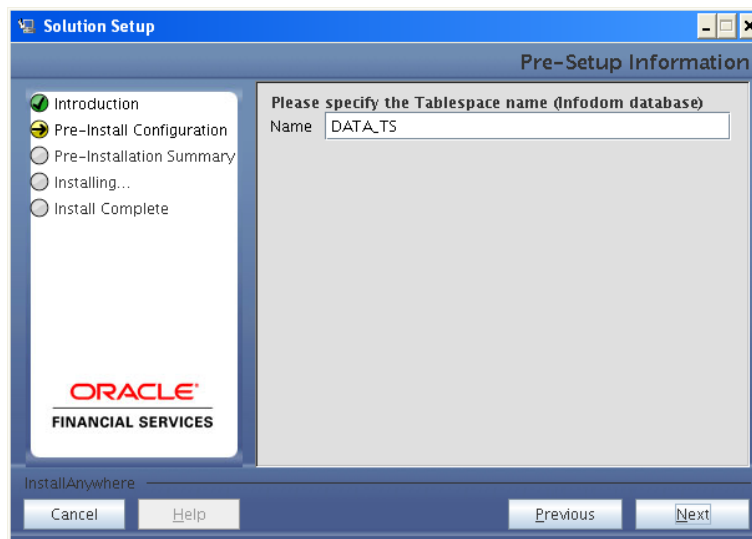 Solution Setup
Pre-Setup Information
Introduction
Pre-Install Configuration
Pre-Installation Summary
Installing...
Install Complete
ORACLE®
FINANCIAL SERVICES
Please specify the Tablespace name (Infodom database)
Name DATA_TS
InstallAnywhere
Cancel Help Previous Next